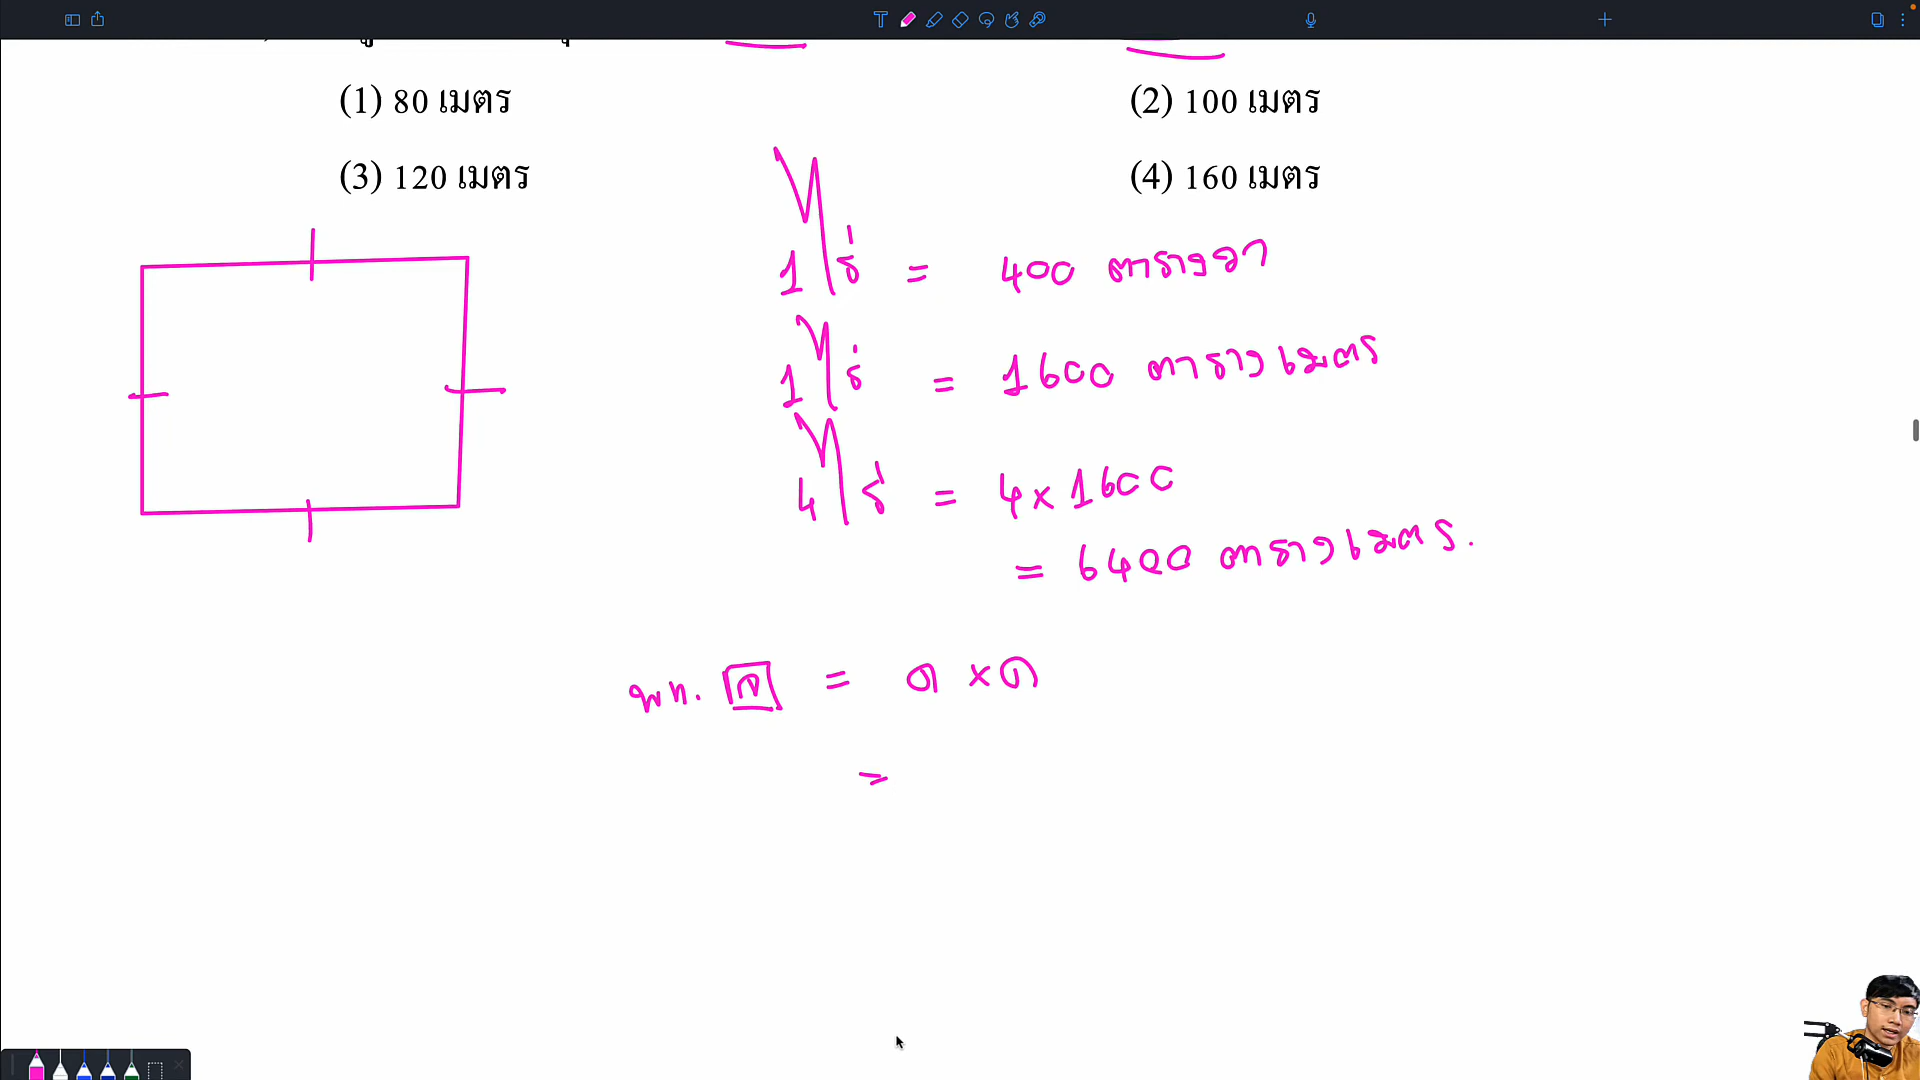 (1) 80 เมตร (2) 100 เมตร
(3) 120 เมตร (4) 160 เมตร
1 ไร่ = 400 ตารางวา
1 ไร่ = 1600 ตารางเมตร
4 ไร่ = 4 x 1600
= 6400 ตารางเมตร.
พท. = ด x ด
=